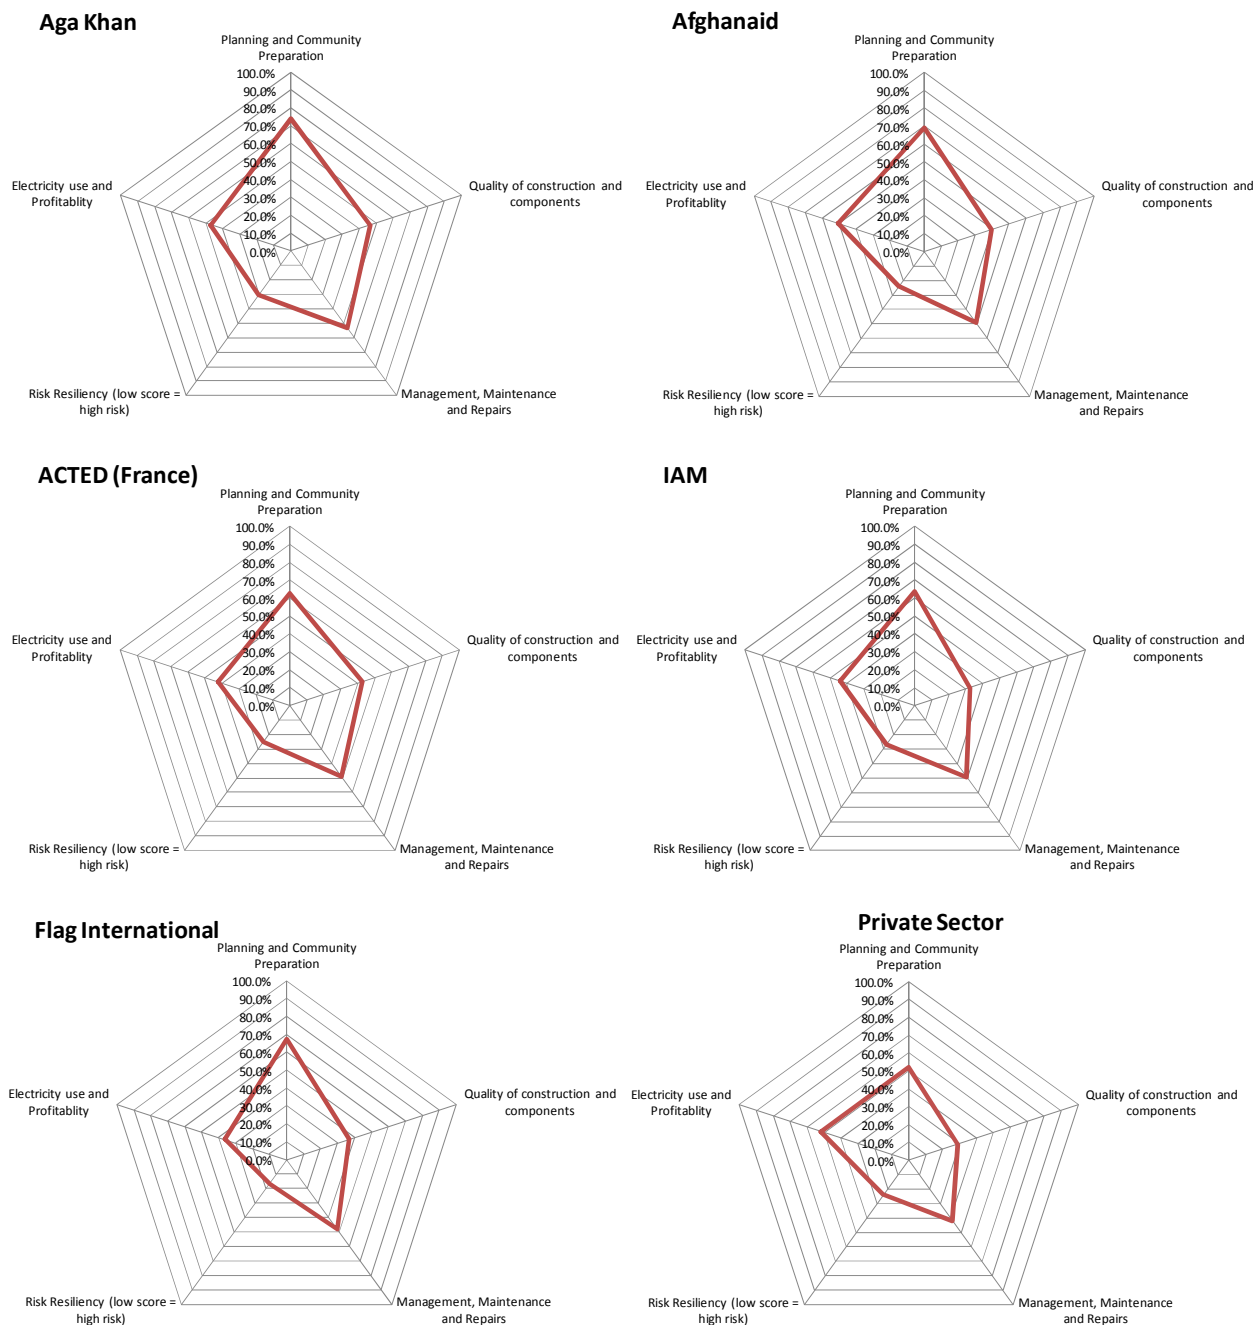 Aga Khan
Planning and Community
Preparation
100.0%
90.0%
80.0%
70.0%
60.0%
50.0%
40.0%
30.0%
20.0%
10.0%
0.0%
Electricity use and
Profitablity
Quality of construction and
components
Risk Resiliency (low score =
high risk)
Management, Maintenance
and Repairs
Afghanaid
Planning and Community
Preparation
100.0%
90.0%
80.0%
70.0%
60.0%
50.0%
40.0%
30.0%
20.0%
10.0%
0.0%
Electricity use and
Profitablity
Quality of construction and
components
Risk Resiliency (low score =
high risk)
Management, Maintenance
and Repairs
ACTED (France)
Planning and Community
Preparation
100.0%
90.0%
80.0%
70.0%
60.0%
50.0%
40.0%
30.0%
20.0%
10.0%
0.0%
Electricity use and
Profitablity
Quality of construction and
components
Risk Resiliency (low score =
high risk)
Management, Maintenance
and Repairs
IAM
Planning and Community
Preparation
100.0%
90.0%
80.0%
70.0%
60.0%
50.0%
40.0%
30.0%
20.0%
10.0%
0.0%
Electricity use and
Profitablity
Quality of construction and
components
Risk Resiliency (low score =
high risk)
Management, Maintenance
and Repairs
Flag International
Planning and Community
Preparation
100.0%
90.0%
80.0%
70.0%
60.0%
50.0%
40.0%
30.0%
20.0%
10.0%
0.0%
Electricity use and
Profitablity
Quality of construction and
components
Risk Resiliency (low score =
high risk)
Management, Maintenance
and Repairs
Private Sector
Planning and Community
Preparation
100.0%
90.0%
80.0%
70.0%
60.0%
50.0%
40.0%
30.0%
20.0%
10.0%
0.0%
Electricity use and
Profitablity
Quality of construction and
components
Risk Resiliency (low score =
high risk)
Management, Maintenance
and Repairs